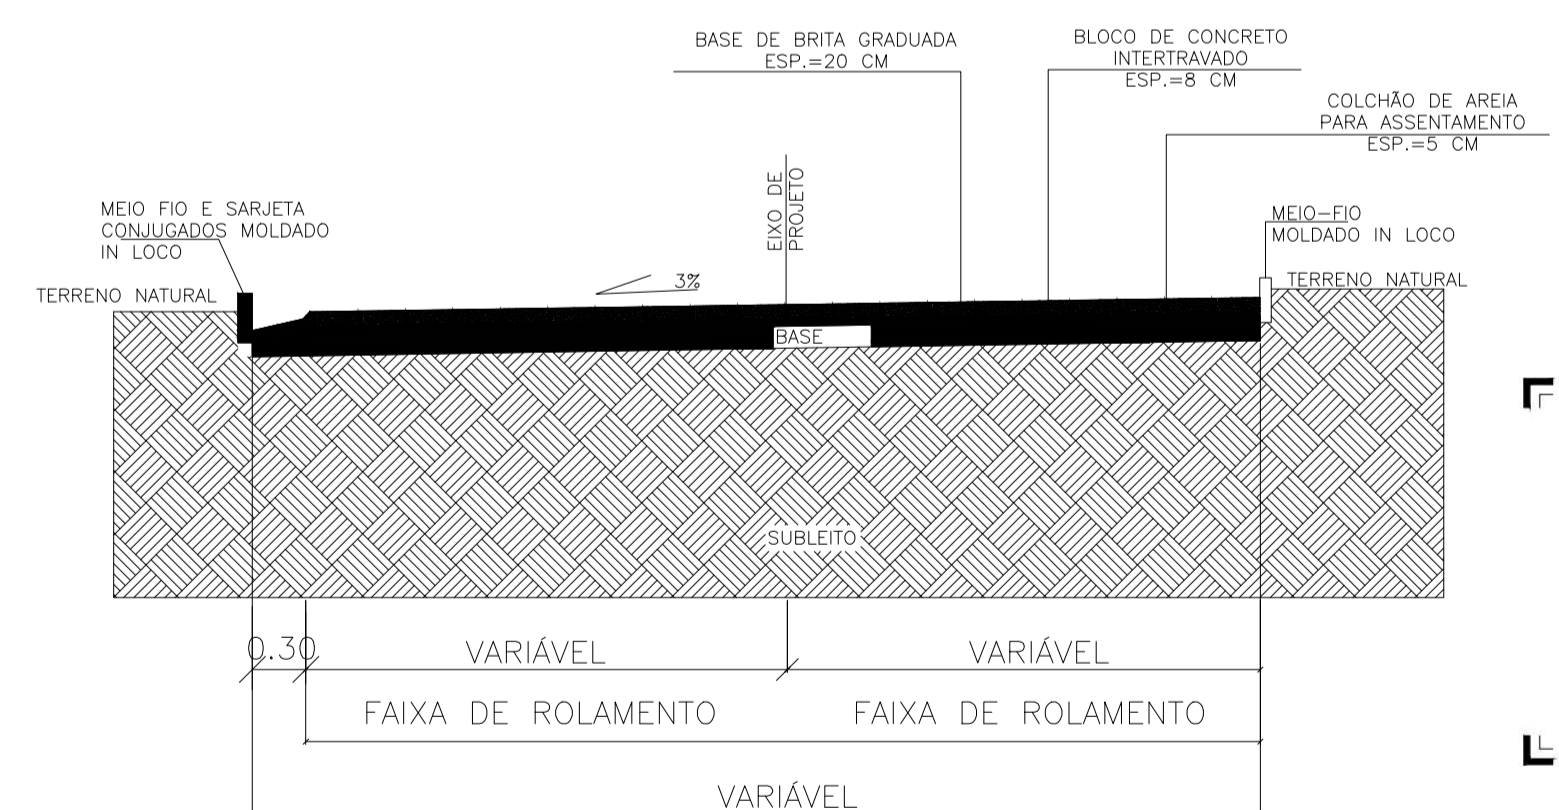 BASE DE BRITA GRADUADA
ESP.=20 CM
BLOCO DE CONCRETO
INTERTRAVADO
ESP.=8 CM
COLCHÃO DE AREIA
PARA ASSENTAMENTO
ESP.=5 CM
EIXO DE
PROJETO
MEIO FIO E SARJETA
CONJUGADOS MOLDADO
IN LOCO
MEIO-FIO
MOLDADO IN LOCO
TERRENO NATURAL
3%
TERRENO NATURAL
BASE
SUBLEITO
0.30
VARIÁVEL
VARIÁVEL
FAIXA DE ROLAMENTO
FAIXA DE ROLAMENTO
VARIÁVEL